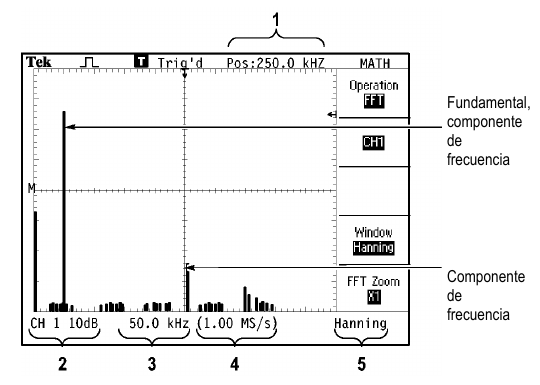 1
Tek T Trig'd Pos:250.0 kHZ MATH
Operation
FFT
CH1
Window
Hanning
FFT Zoom
X1
M
CH 1 10dB 50.0 kHz (1.00 MS/s) Hanning
2 3 4 5
Fundamental,
componente
de
frecuencia
Componente
de
frecuencia